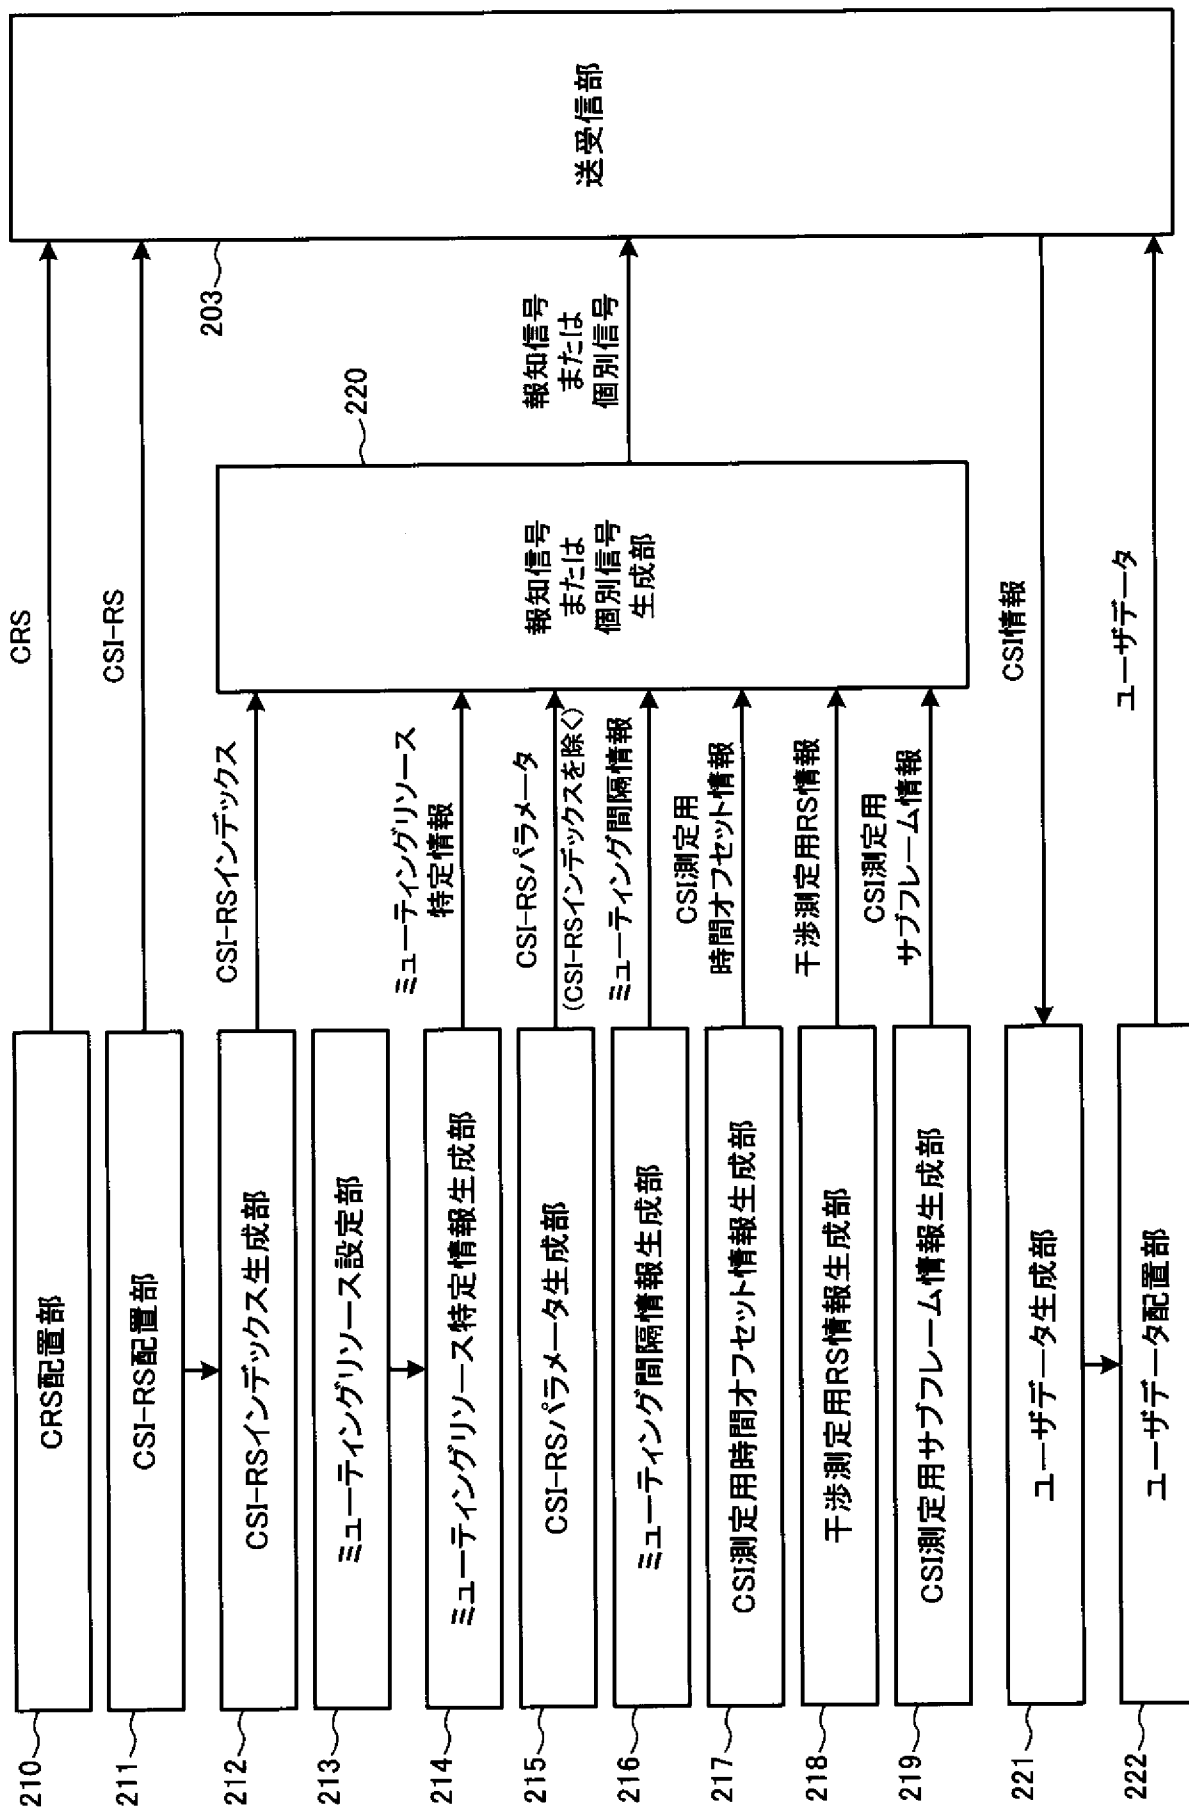 210
CRS配置部
CRS
211
CSI-RS配置部
CSI-RS
212
CSI-RSインデックス生成部
CSI-RSインデックス
213
ミューティングリソース設定部
214
ミューティングリソース特定情報生成部
ミューティングリソース
特定情報
215
CSI-RSパラメータ生成部
CSI-RSパラメータ
(CSI-RSインデックスを除く)
216
ミューティング間隔情報生成部
ミューティング間隔情報
217
CSI測定用時間オフセット情報生成部
CSI測定用
時間オフセット情報
218
干渉測定用RS情報生成部
干渉測定用RS情報
219
CSI測定用サブフレーム情報生成部
CSI測定用
サブフレーム情報
220
報知信号
または
個別信号
生成部
報知信号
または
個別信号
203
送受信部
221
ユーザデータ生成部
CSI情報
222
ユーザデータ配置部
ユーザデータ